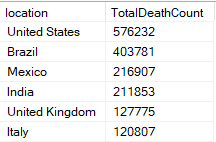 location TotalDeathCount
United States 576232
Brazil 403781
Mexico 216907
India 211853
United Kingdom 127775
Italy 120807